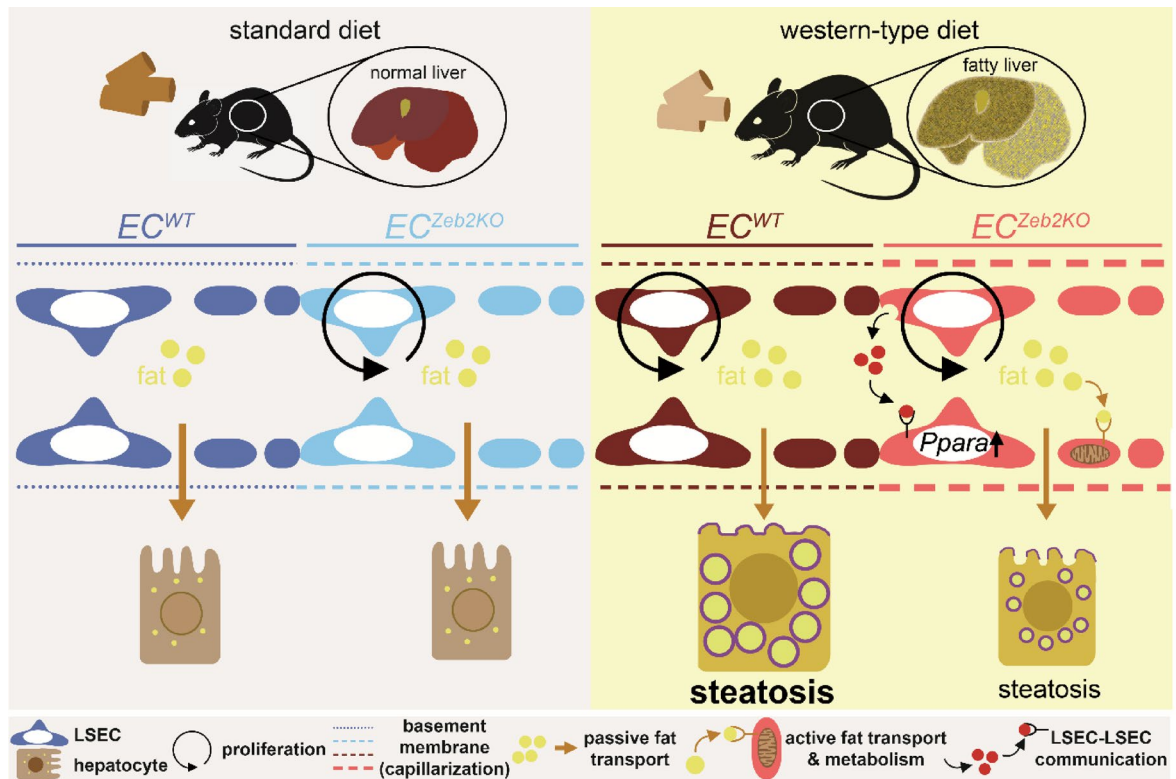 standard diet
normal liver
western-type diet
fatty liver
EC^WT
EC^Zeb2KO
EC^WT
EC^Zeb2KO
fat
fat
fat
fat
Ppara
steatosis
steatosis
LSEC
hepatocyte
proliferation
basement
membrane
(capillarization)
passive fat
transport
active fat transport
& metabolism
LSEC-LSEC
communication